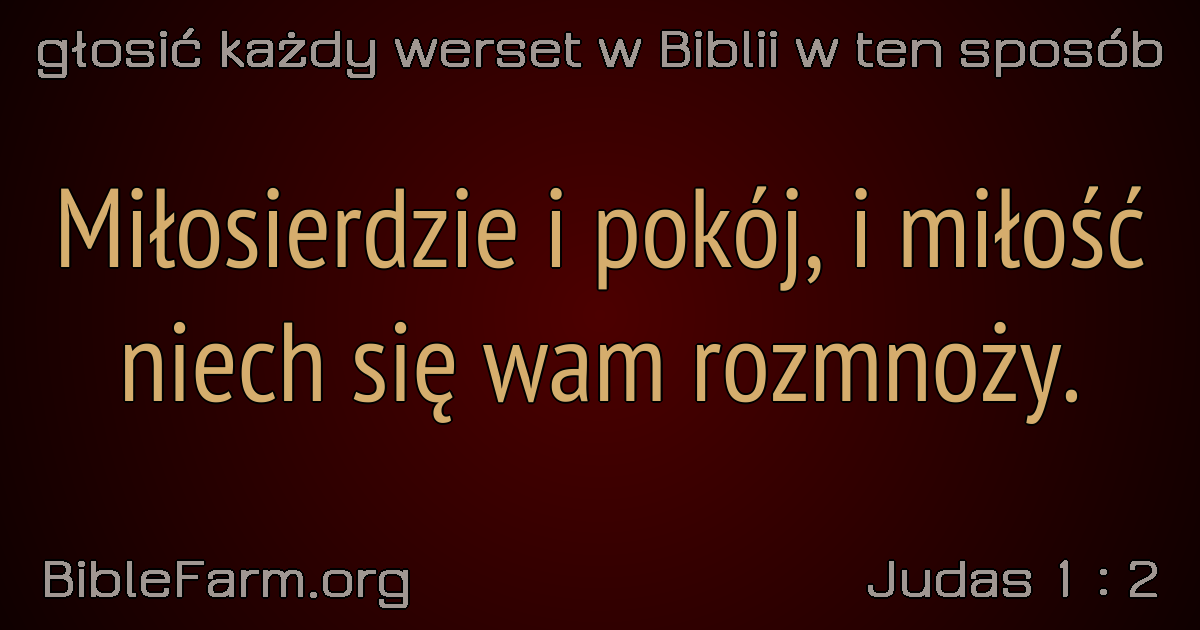 głosić każdy werset w Biblii w ten sposób
Miłosierdzie i pokój, i miłość
niech się wam rozmnoży.
BibleFarm.org
Judas 1 : 2